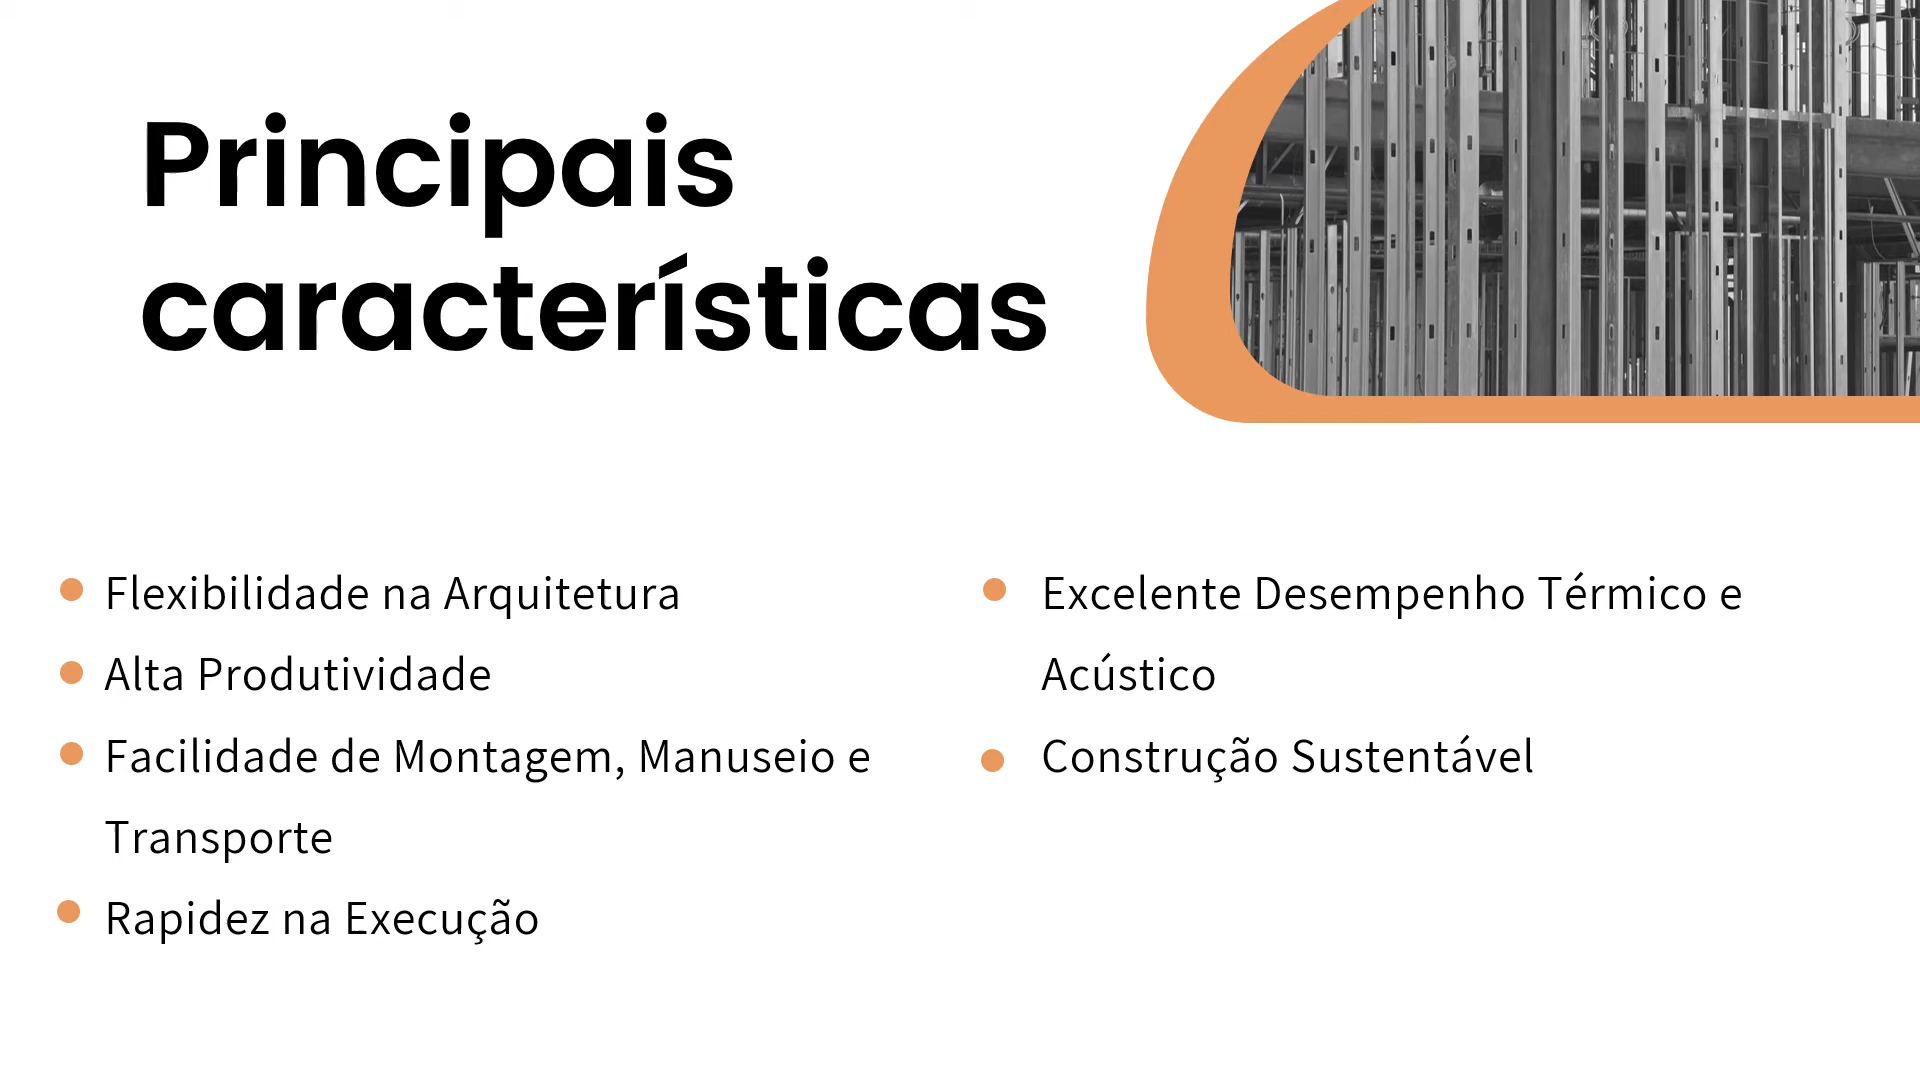 Principais
características
Flexibilidade na Arquitetura
Alta Produtividade
Facilidade de Montagem, Manuseio e
Transporte
Rapidez na Execução
Excelente Desempenho Térmico e
Acústico
Construção Sustentável